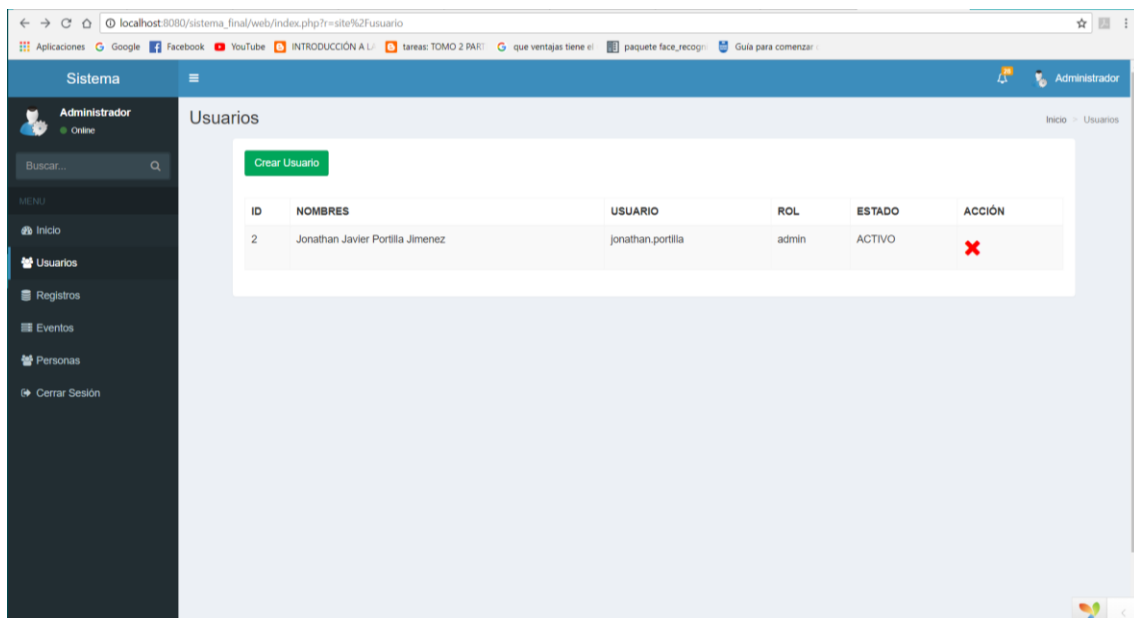 localhost:8080/sistema_final/web/index.php?r=site%2Fusuario
Aplicaciones Google Facebook YouTube INTRODUCCIÓN A L tareas: TOMO 2 PART que ventajas tiene el paquete face_recogn Guía para comenzar
Sistema
Administrador
Administrador
Online
Usuarios
Inicio > Usuarios
Buscar...
Crear Usuario
MENU
ID NOMBRES USUARIO ROL ESTADO ACCIÓN
2 Jonathan Javier Portilla Jimenez jonathan.portilla admin ACTIVO
Inicio
Usuarios
Registros
Eventos
Personas
Cerrar Sesión